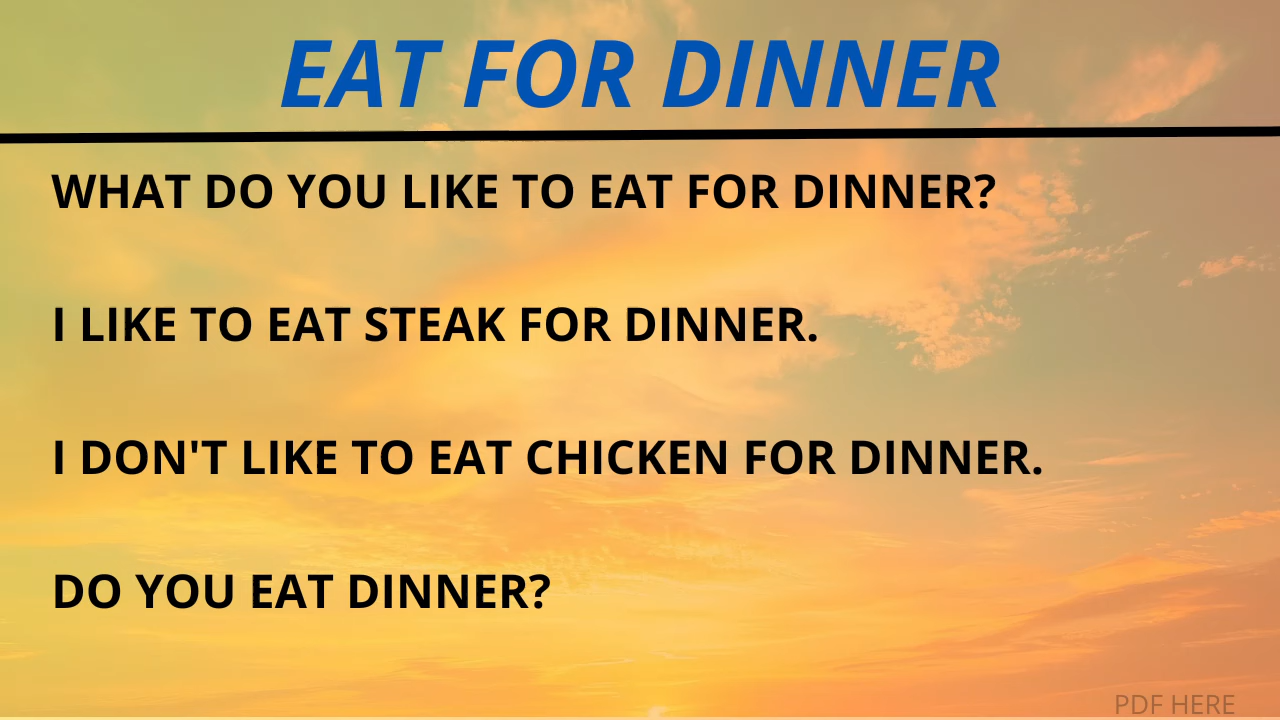 EAT FOR DINNER
WHAT DO YOU LIKE TO EAT FOR DINNER?
I LIKE TO EAT STEAK FOR DINNER.
I DON'T LIKE TO EAT CHICKEN FOR DINNER.
DO YOU EAT DINNER?
PDF HERE